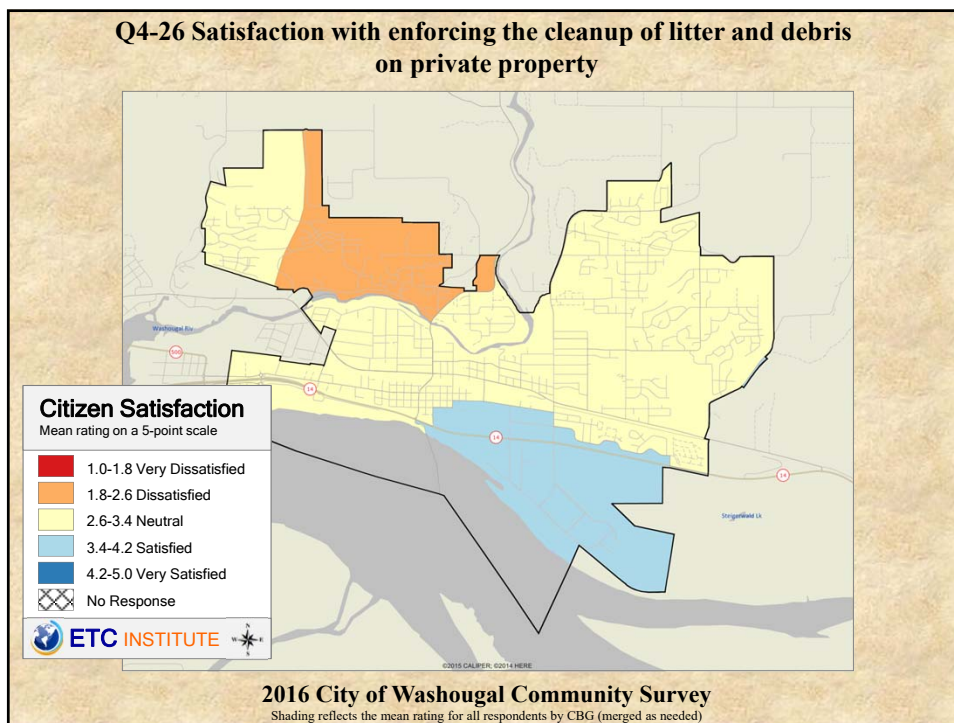 Q4-26 Satisfaction with enforcing the cleanup of litter and debris
on private property
Washougal Riv
500
14
14
14
Steigerwald Lk
Citizen Satisfaction
Mean rating on a 5-point scale
1.0-1.8 Very Dissatisfied
1.8-2.6 Dissatisfied
2.6-3.4 Neutral
3.4-4.2 Satisfied
4.2-5.0 Very Satisfied
No Response
ETC INSTITUTE
N
W E
S
©2015 CALIPER; ©2014 HERE
2016 City of Washougal Community Survey
Shading reflects the mean rating for all respondents by CBG (merged as needed)